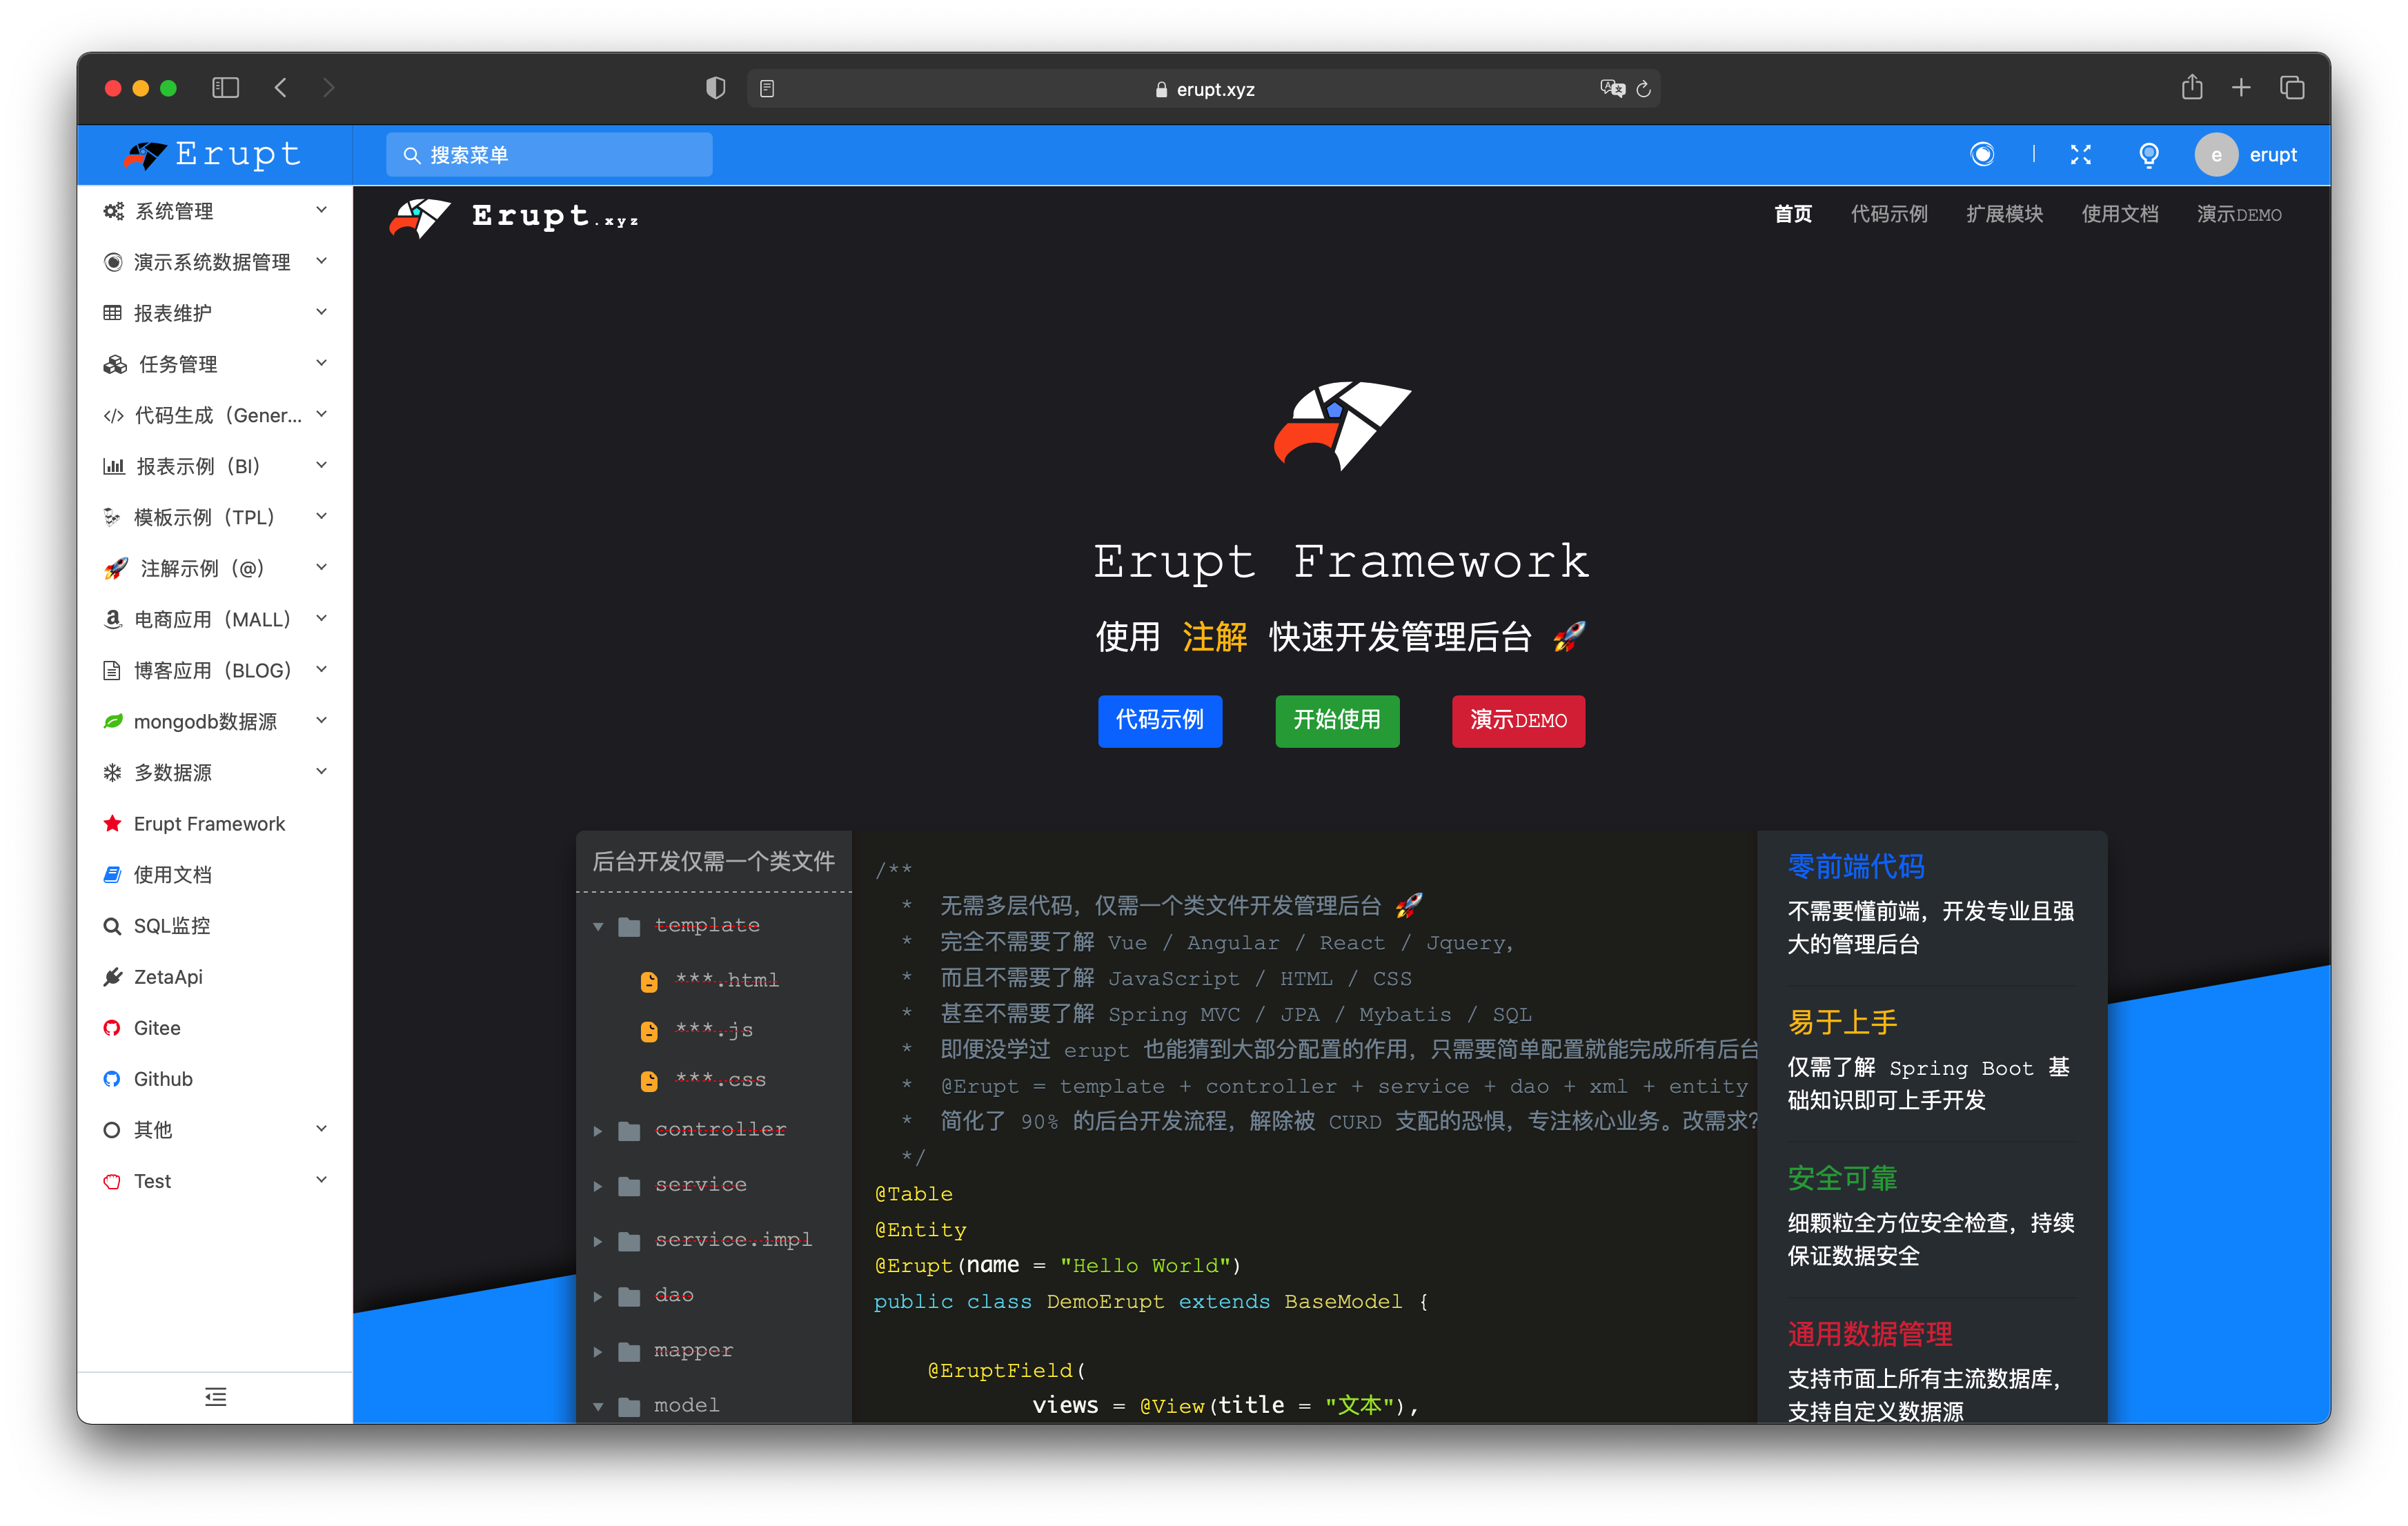 erupt.xyz
Erupt
搜索菜单
e
erupt
系统管理
演示系统数据管理
报表维护
任务管理
代码生成（Gener...
报表示例（BI）
模板示例（TPL）
注解示例（@）
电商应用（MALL）
博客应用（BLOG）
mongodb数据源
多数据源
Erupt Framework
使用文档
SQL监控
ZetaApi
Gitee
Github
其他
Test
Erupt.xyz
首页
代码示例
扩展模块
使用文档
演示DEMO
Erupt Framework
使用 注解 快速开发管理后台 🚀
代码示例
开始使用
演示DEMO
后台开发仅需一个类文件
template
***.html
***.js
***.css
controller
service
service.impl
dao
mapper
model
/**
* 无需多层代码，仅需一个类文件开发管理后台 🚀
* 完全不需要了解 Vue / Angular / React / Jquery，
* 而且不需要了解 JavaScript / HTML / CSS
* 甚至不需要了解 Spring MVC / JPA / Mybatis / SQL
* 即便没学过 erupt 也能猜到大部分配置的作用，只需要简单配置就能完成所有后台
* @Erupt = template + controller + service + dao + xml + entity
* 简化了 90% 的后台开发流程，解除被 CURD 支配的恐惧，专注核心业务。改需求?
*/
@Table
@Entity
@Erupt(name = "Hello World")
public class DemoErupt extends BaseModel {
@EruptField(
views = @View(title = "文本"),
零前端代码
不需要懂前端，开发专业且强
大的管理后台
易于上手
仅需了解 Spring Boot 基
础知识即可上手开发
安全可靠
细颗粒全方位安全检查，持续
保证数据安全
通用数据管理
支持市面上所有主流数据库，
支持自定义数据源